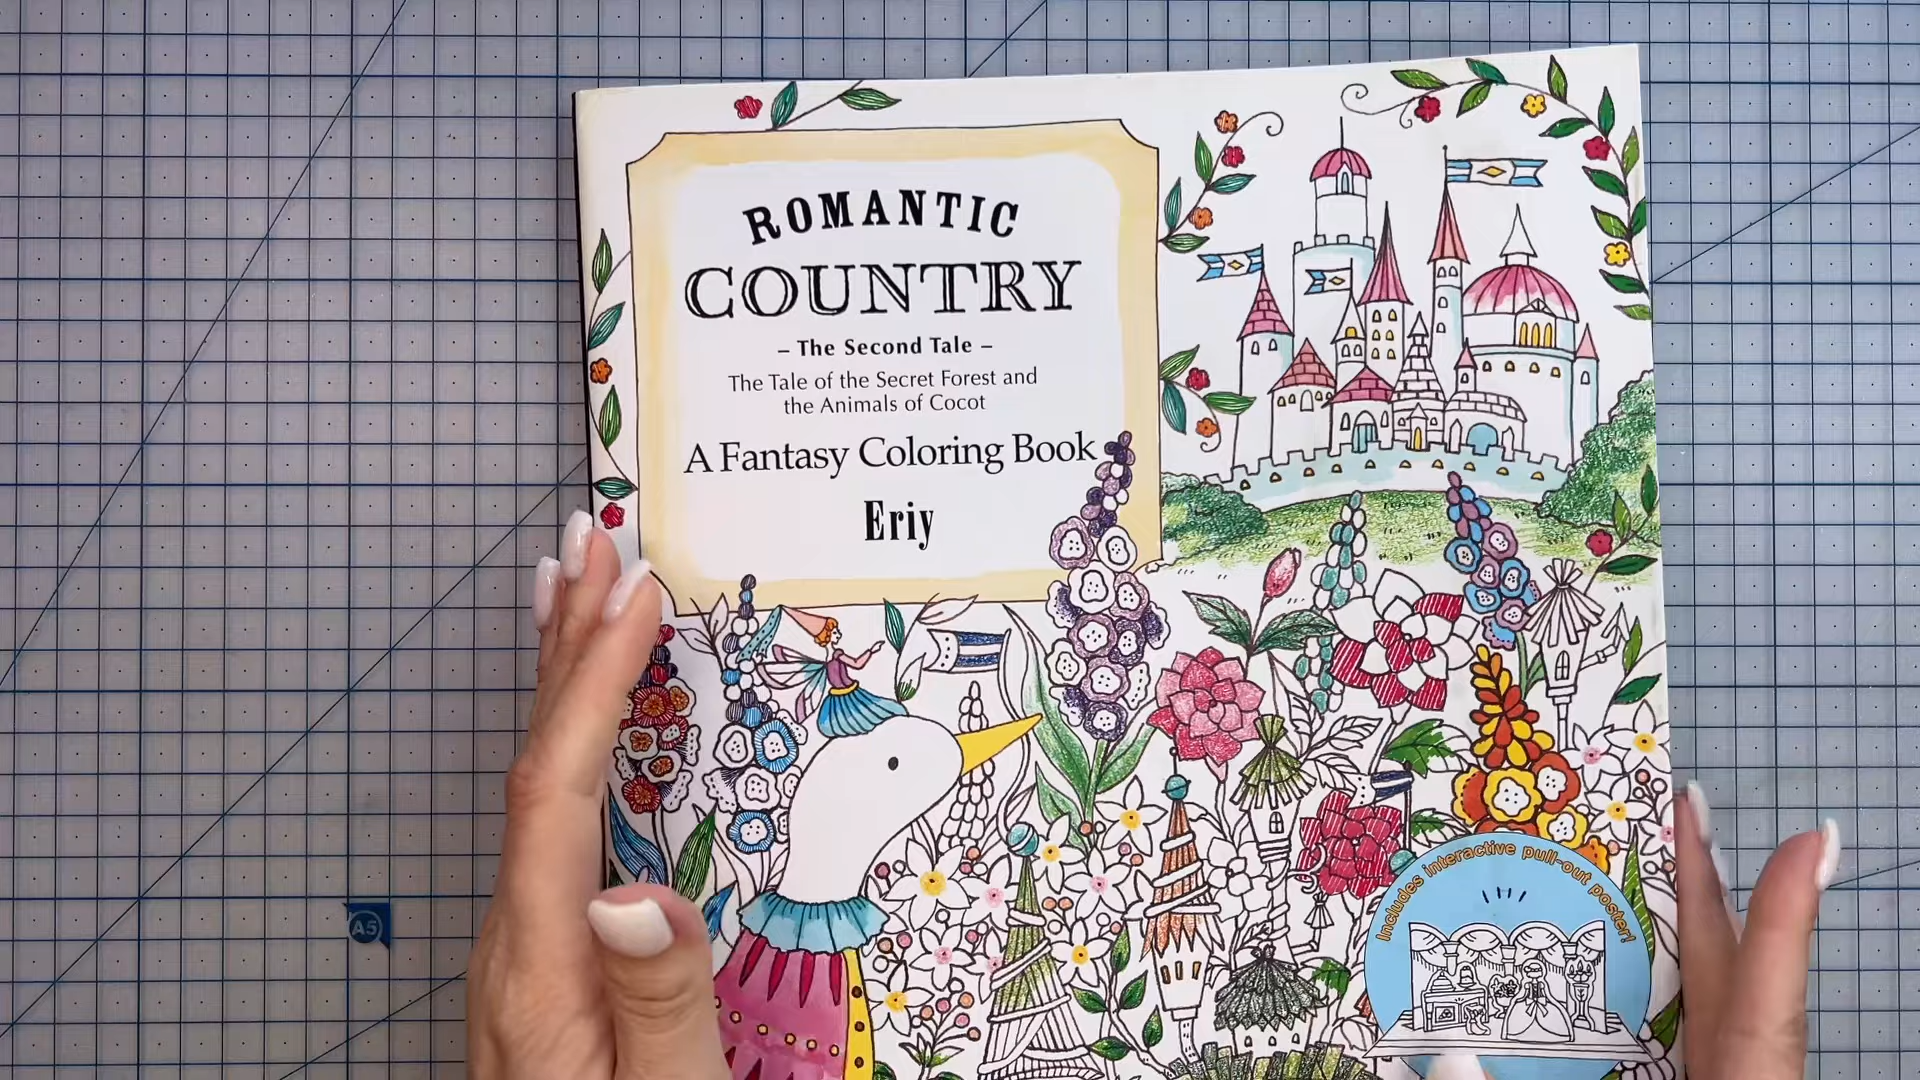 ROMANTIC
COUNTRY
– The Second Tale –
The Tale of the Secret Forest and
the Animals of Cocot
A Fantasy Coloring Book
Eriy
Includes interactive pull-out poster!
A5